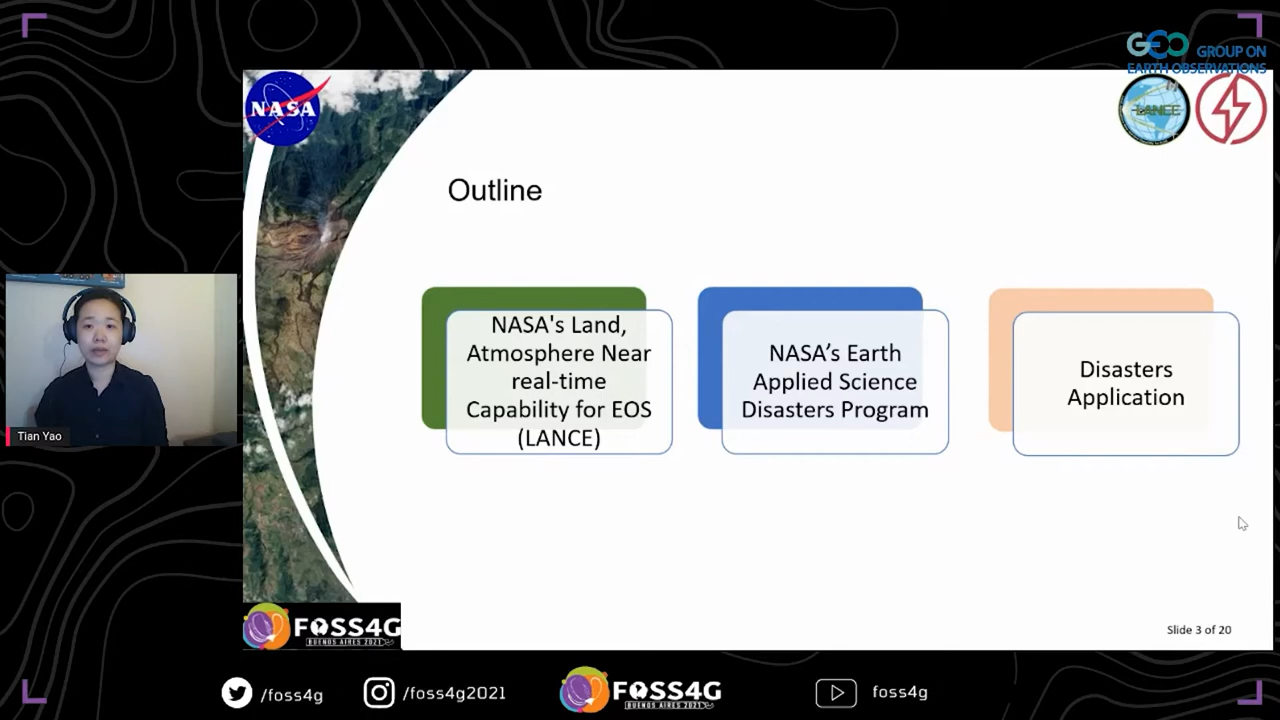 GEO GROUP ON
EARTH OBSERVATIONS
NASA
LANCE
Outline
NASA's Land,
Atmosphere Near
real-time
Capability for EOS
(LANCE)
NASA’s Earth
Applied Science
Disasters Program
Disasters
Application
Tian Yao
FOSS4G
BUENOS AIRES 2021
Slide 3 of 20
/foss4g
/foss4g2021
FOSS4G
BUENOS AIRES 2021
foss4g